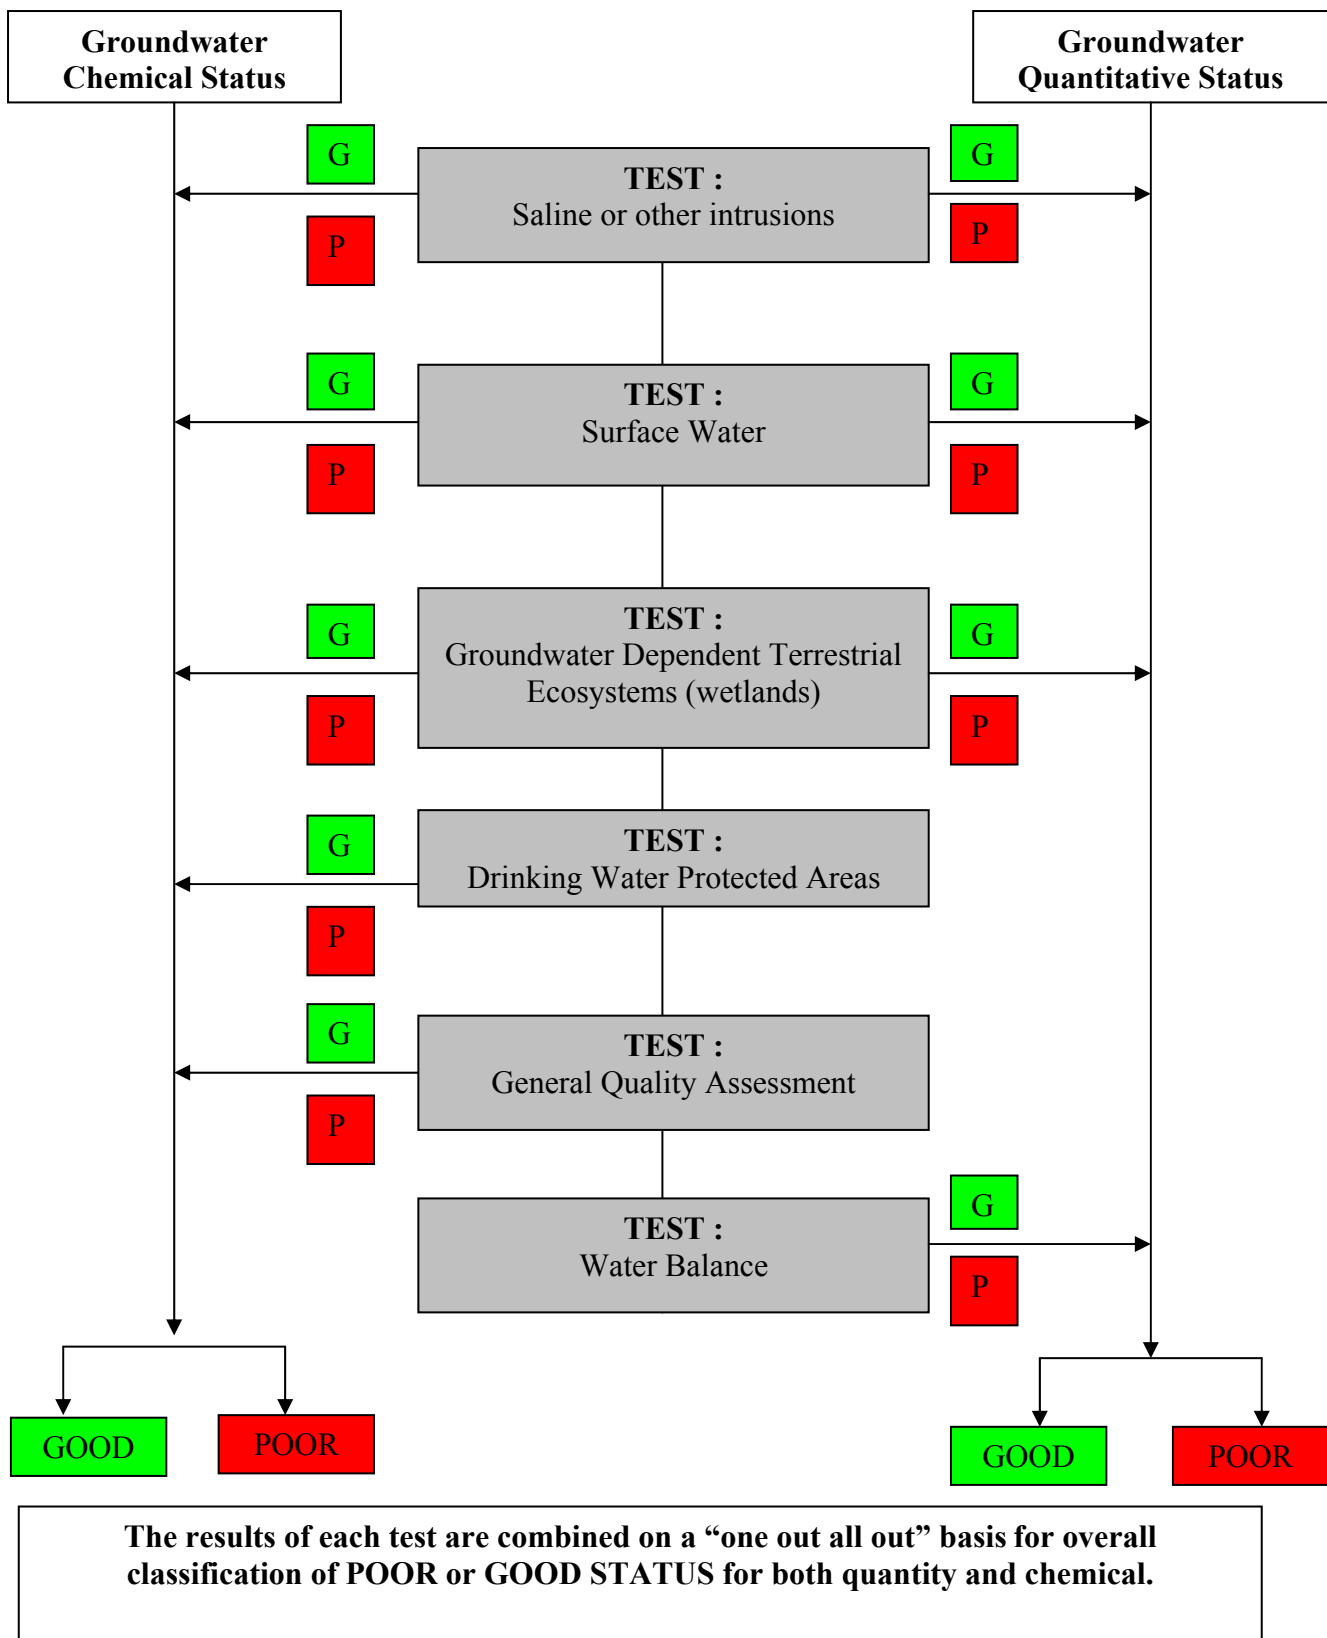 Groundwater
Chemical Status
Groundwater
Quantitative Status
G
P
TEST :
Saline or other intrusions
G
P
G
P
TEST :
Surface Water
G
P
G
P
TEST :
Groundwater Dependent Terrestrial
Ecosystems (wetlands)
G
P
G
P
TEST :
Drinking Water Protected Areas
G
P
TEST :
General Quality Assessment
TEST :
Water Balance
G
P
GOOD
POOR
GOOD
POOR
The results of each test are combined on a “one out all out” basis for overall
classification of POOR or GOOD STATUS for both quantity and chemical.